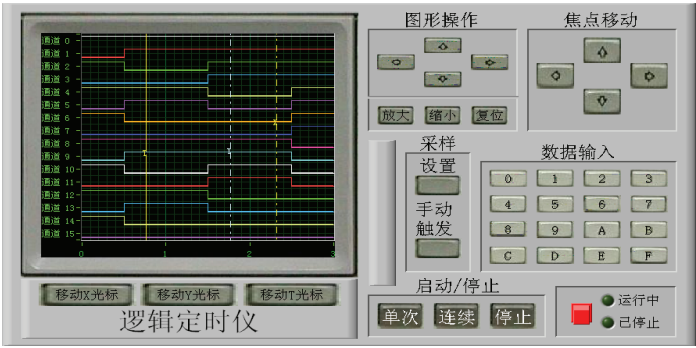 图形操作
焦点移动
通道 0
通道 1
通道 2
通道 3
通道 4
通道 5
通道 6
通道 7
通道 8
通道 9
通道 10
通道 11
通道 12
通道 13
通道 14
通道 15
0 1 2 3
放大 缩小 复位
采样
设置
手动
触发
数据输入
0 1 2 3
4 5 6 7
8 9 A B
C D E F
移动X光标 移动Y光标 移动T光标
逻辑定时仪
启动/停止
单次 连续 停止
运行中
已停止